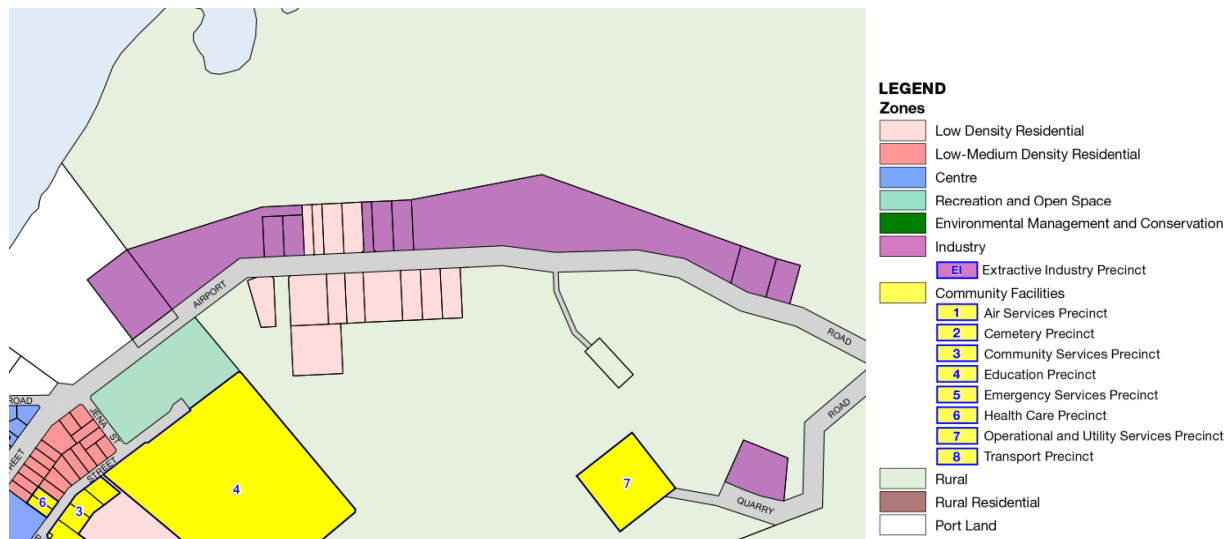 AIRPORT
ROAD
ROAD
ROAD
JENA ST
STREET
REET
4
6
3
7
QUARRY
LEGEND
Zones
Low Density Residential
Low-Medium Density Residential
Centre
Recreation and Open Space
Environmental Management and Conservation
Industry
EI Extractive Industry Precinct
Community Facilities
1 Air Services Precinct
2 Cemetery Precinct
3 Community Services Precinct
4 Education Precinct
5 Emergency Services Precinct
6 Health Care Precinct
7 Operational and Utility Services Precinct
8 Transport Precinct
Rural
Rural Residential
Port Land